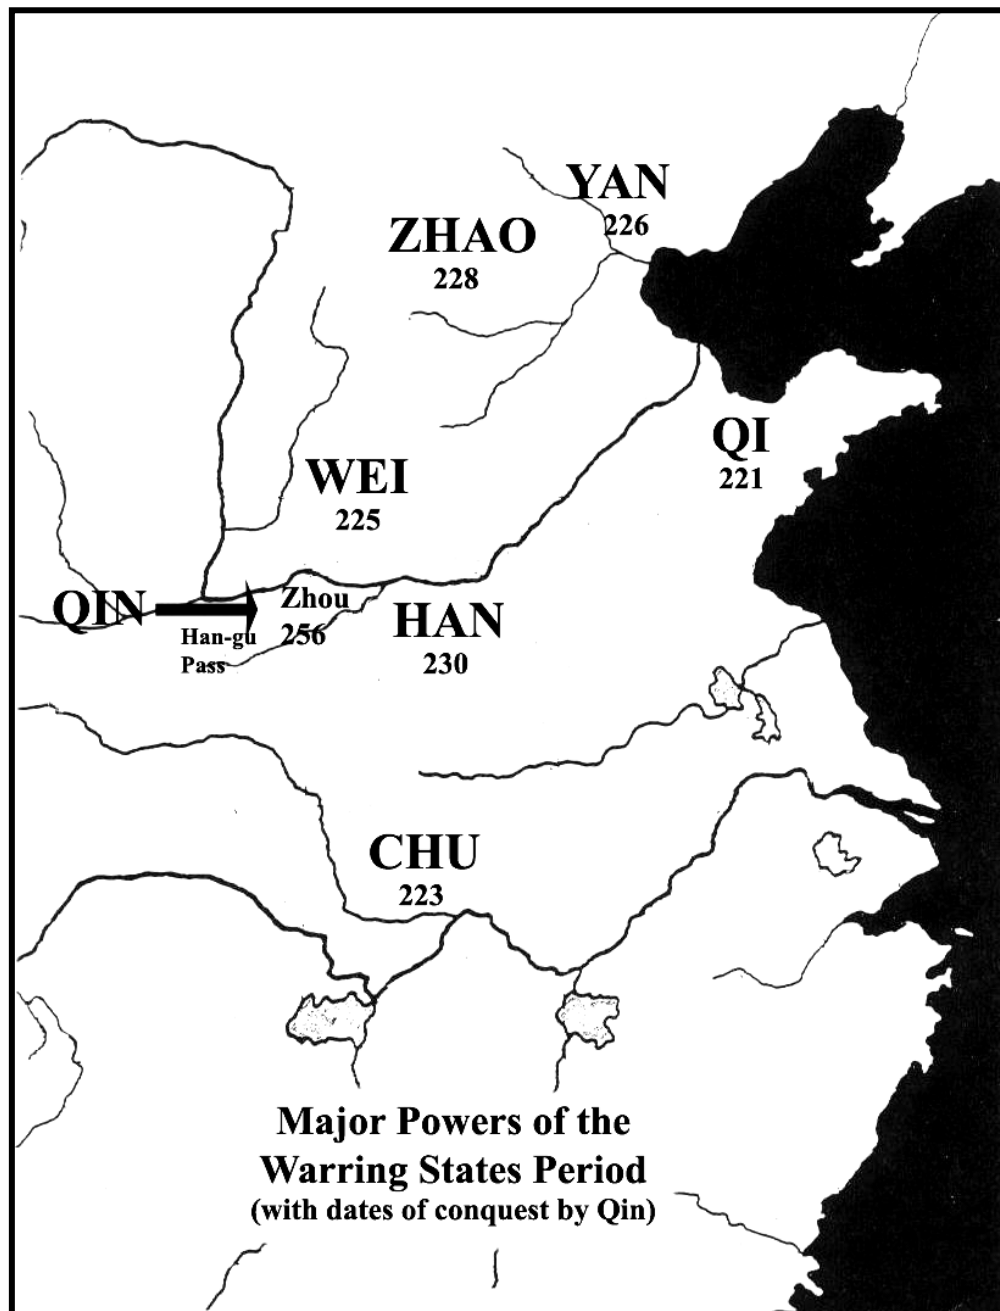 YAN
226
ZHAO
228
QI
221
WEI
225
QIN
Han-gu
Pass
Zhou
256
HAN
230
CHU
223
Major Powers of the
Warring States Period
(with dates of conquest by Qin)